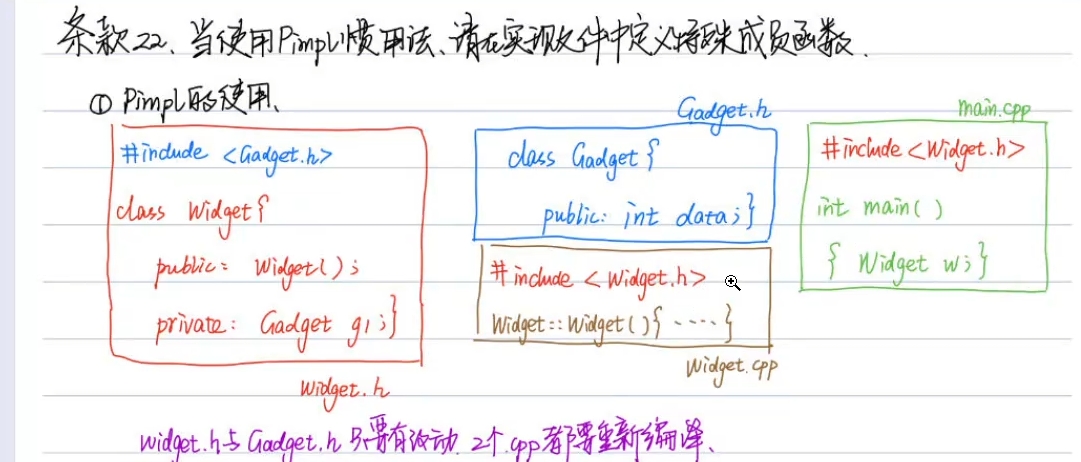 条款22、当使用Pimpl惯用法、请在实现文件中定义特殊成员函数.
① Pimpl的使用、
Widget.h
#include <Gadget.h>
class Widget{
public: Widget();
private: Gadget g1;}
Gadget.h
class Gadget{
public: int data;}
#include <Widget.h>
Widget::Widget(){ ····}
Widget.cpp
main.cpp
#include <Widget.h>
int main()
{ Widget w;}
widget.h与Gadget.h 只要有改动 2个.cpp都要重新编译、